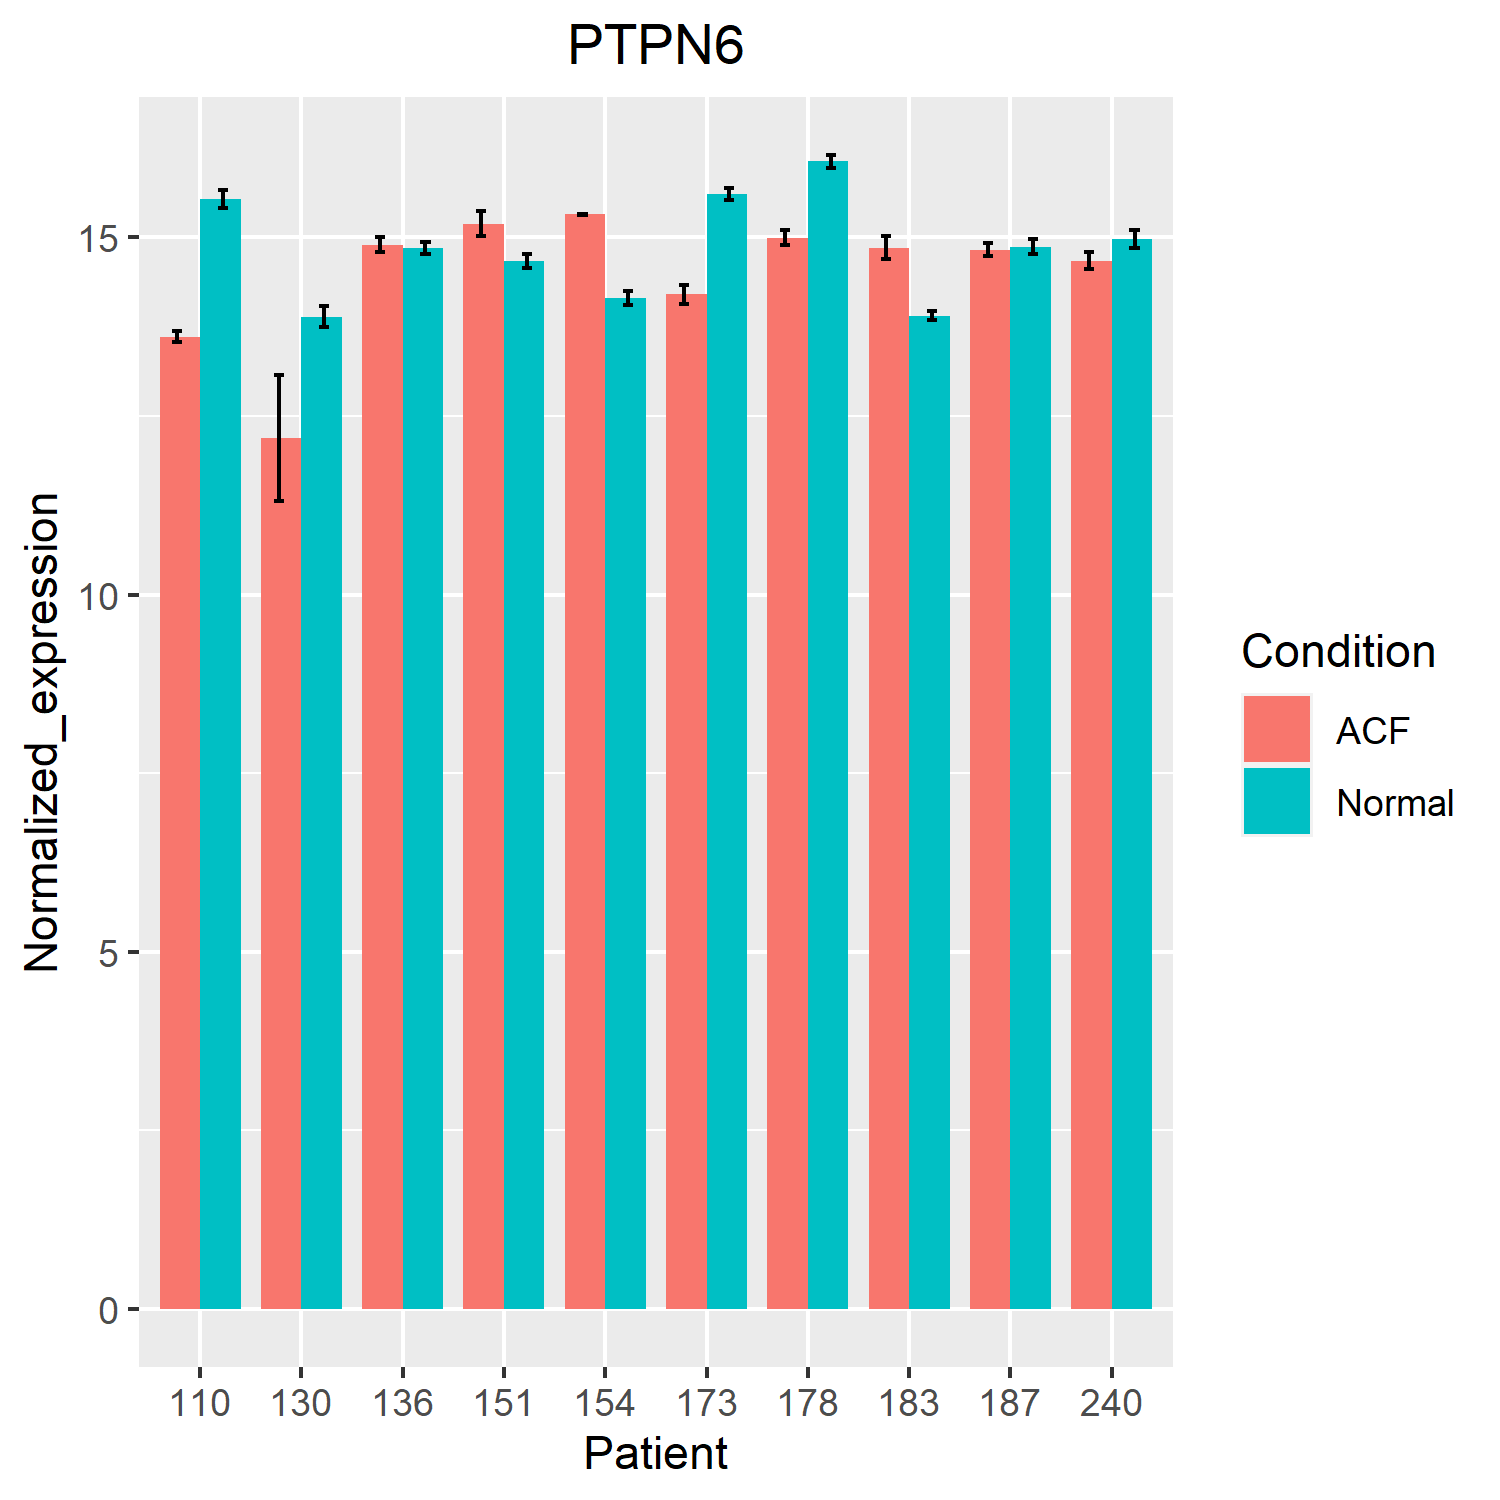 PTPN6
Normalized_expression
15
10
5
0
110 130 136 151 154 173 178 183 187 240
Patient
Condition
ACF
Normal